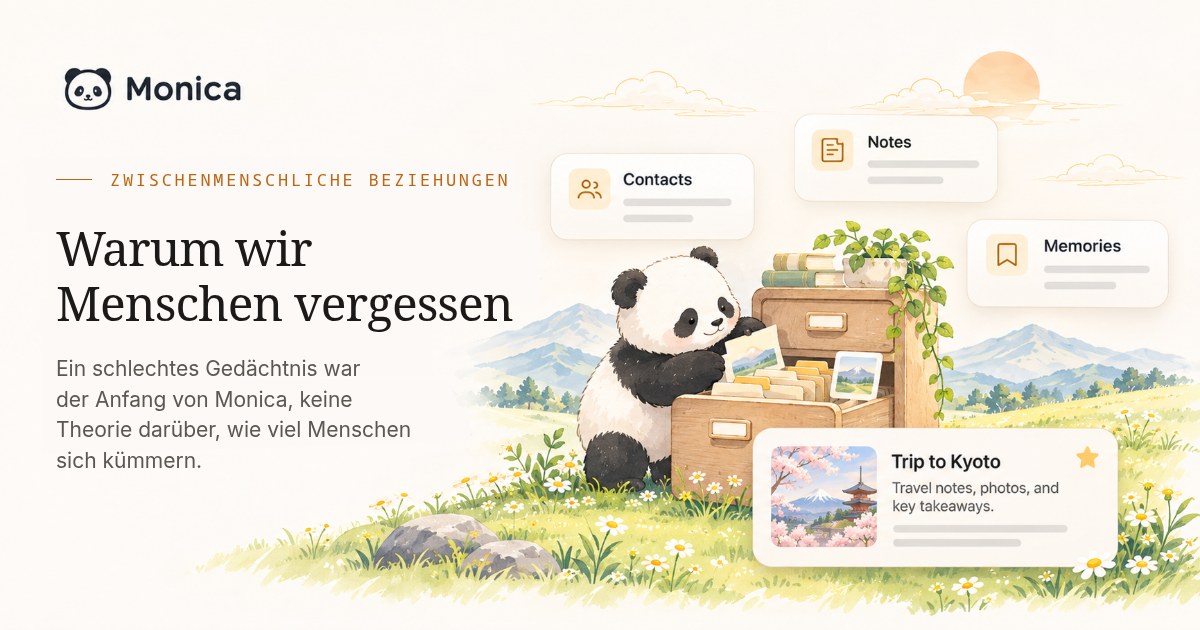 Monica
ZWISCHENMENSCHLICHE BEZIEHUNGEN
Warum wir
Menschen vergessen
Ein schlechtes Gedächtnis war
der Anfang von Monica, keine
Theorie darüber, wie viel Menschen
sich kümmern.
Contacts
Notes
Memories
Trip to Kyoto
Travel notes, photos, and
key takeaways.